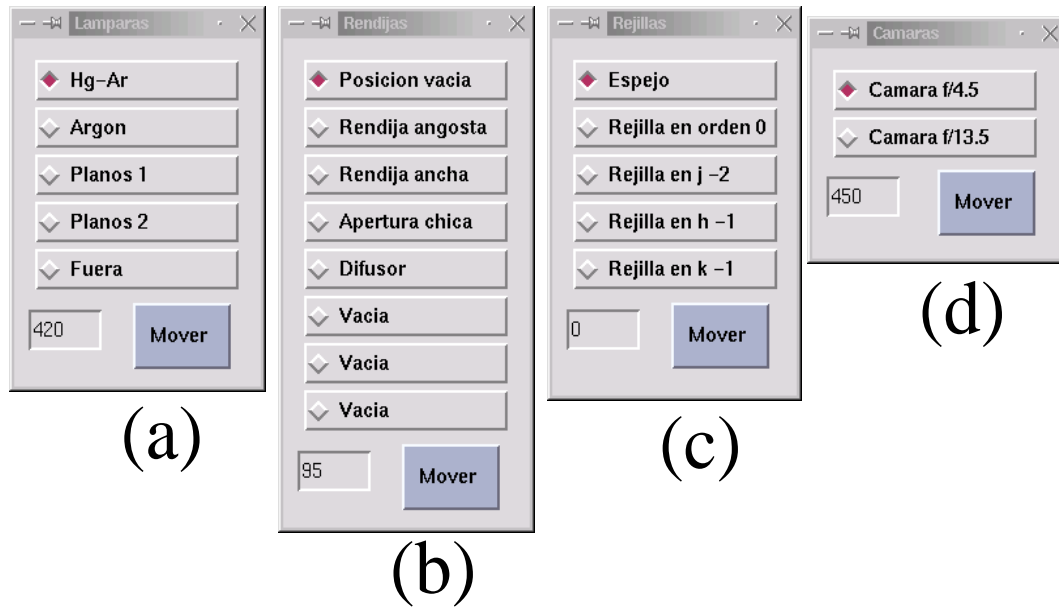 Lamparas
Hg-Ar
Argon
Planos 1
Planos 2
Fuera
420
Mover
(a)
Rendijas
Posicion vacia
Rendija angosta
Rendija ancha
Apertura chica
Difusor
Vacia
Vacia
Vacia
95
Mover
(b)
Rejillas
Espejo
Rejilla en orden 0
Rejilla en j -2
Rejilla en h -1
Rejilla en k -1
0
Mover
(c)
Camaras
Camara f/4.5
Camara f/13.5
450
Mover
(d)